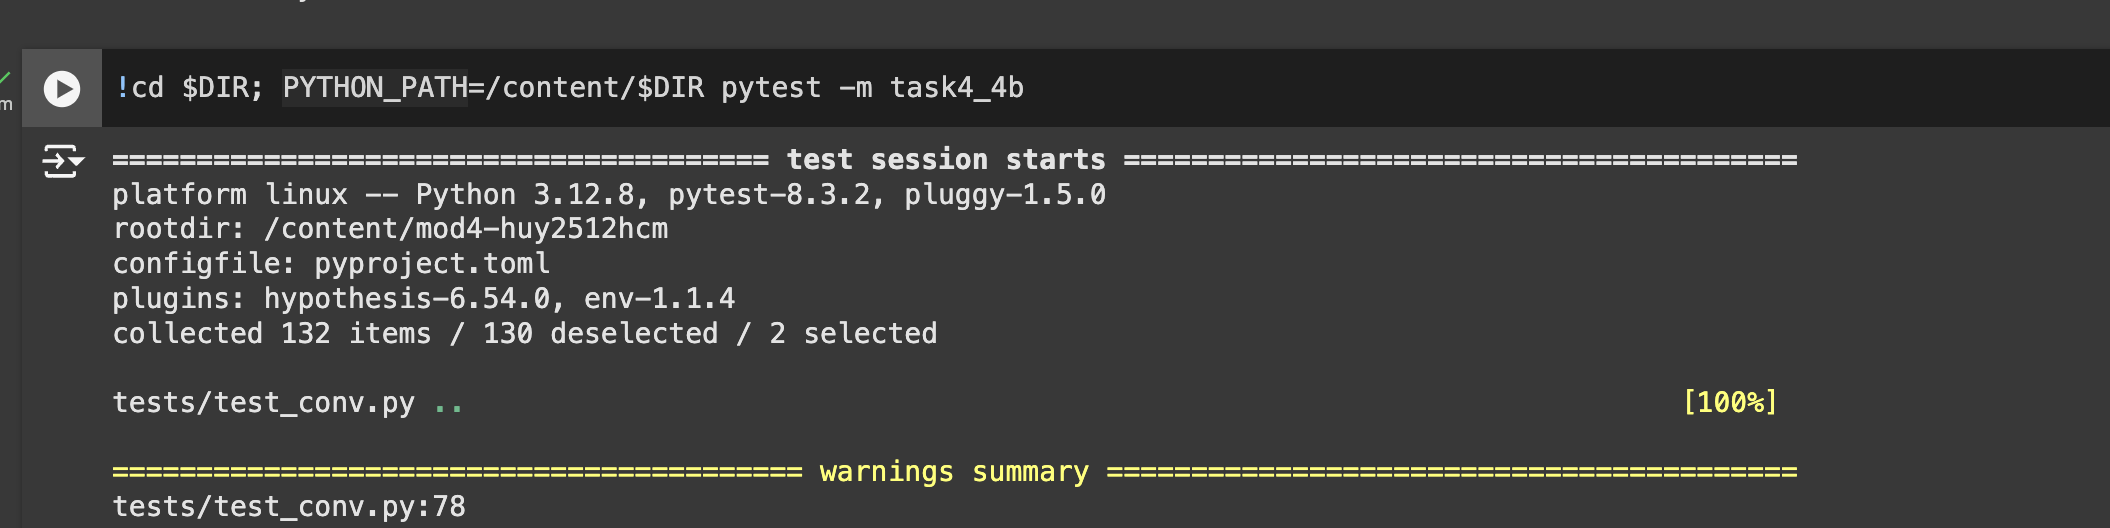 m
!cd $DIR; PYTHON_PATH=/content/$DIR pytest -m task4_4b
======================================= test session starts ========================================
platform linux -- Python 3.12.8, pytest-8.3.2, pluggy-1.5.0
rootdir: /content/mod4-huy2512hcm
configfile: pyproject.toml
plugins: hypothesis-6.54.0, env-1.1.4
collected 132 items / 130 deselected / 2 selected
tests/test_conv.py .. [100%]
========================================= warnings summary =========================================
tests/test_conv.py:78